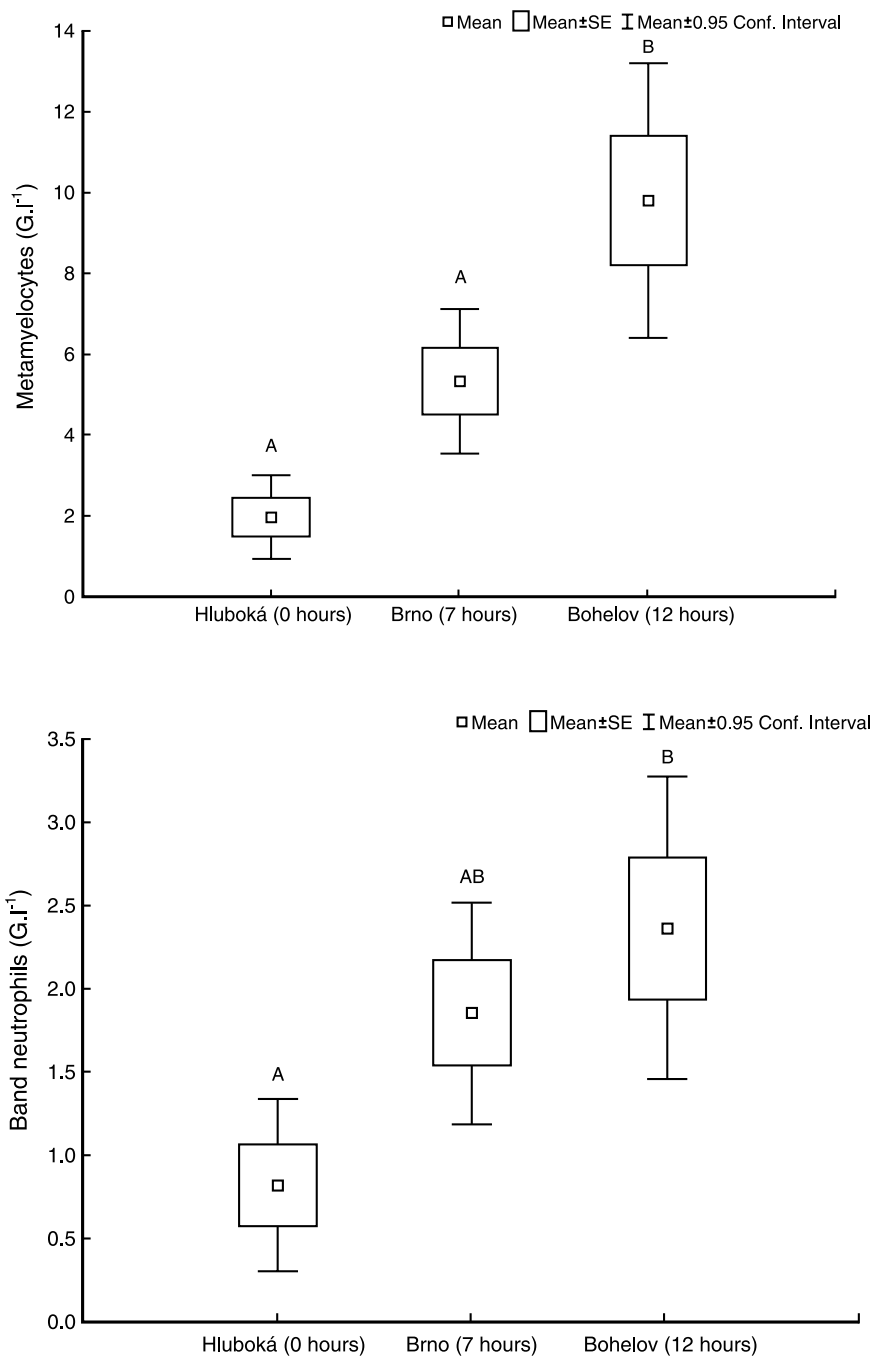 Mean Mean±SE Mean±0.95 Conf. Interval
14
12
10
8
6
4
2
0
Metamyelocytes (G.l⁻¹)
A
A
B
Hluboká (0 hours) Brno (7 hours) Bohelov (12 hours)
Mean Mean±SE Mean±0.95 Conf. Interval
3.5
3.0
2.5
2.0
1.5
1.0
0.5
0.0
Band neutrophils (G.l⁻¹)
A
AB
B
Hluboká (0 hours) Brno (7 hours) Bohelov (12 hours)